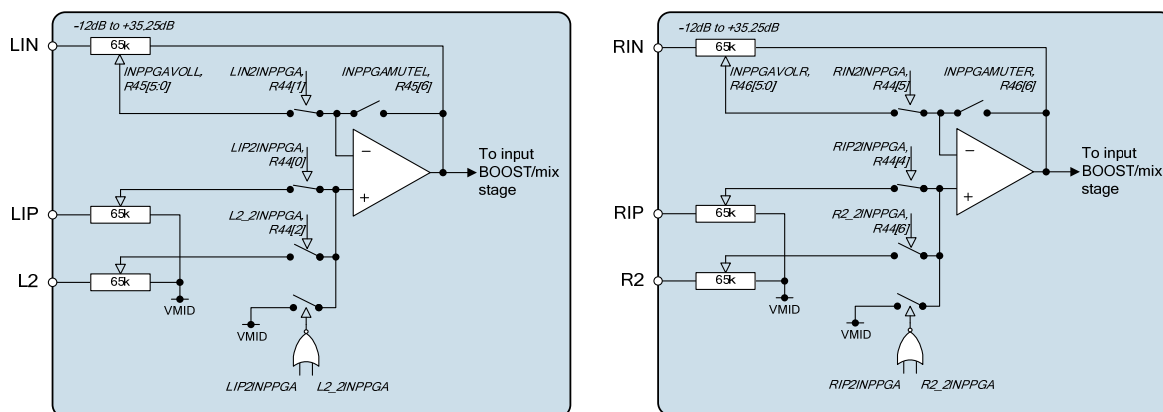 -12dB to +35.25dB
LIN
65k
INPPGAVOLL,
R45[5:0]
LIN2INPPGA,
R44[1]
INPPGAMUTEL,
R45[6]
LIP2INPPGA,
R44[0]
−
+
To input
BOOST/mix
stage
LIP
65k
L2_2INPPGA,
R44[2]
L2
65k
VMID
VMID
LIP2INPPGA
L2_2INPPGA
-12dB to +35.25dB
RIN
65k
INPPGAVOLR,
R46[5:0]
RIN2INPPGA,
R44[5]
INPPGAMUTER,
R46[6]
RIP2INPPGA,
R44[4]
−
+
To input
BOOST/mix
stage
RIP
65k
R2_2INPPGA,
R44[6]
R2
65k
VMID
VMID
RIP2INPPGA
R2_2INPPGA